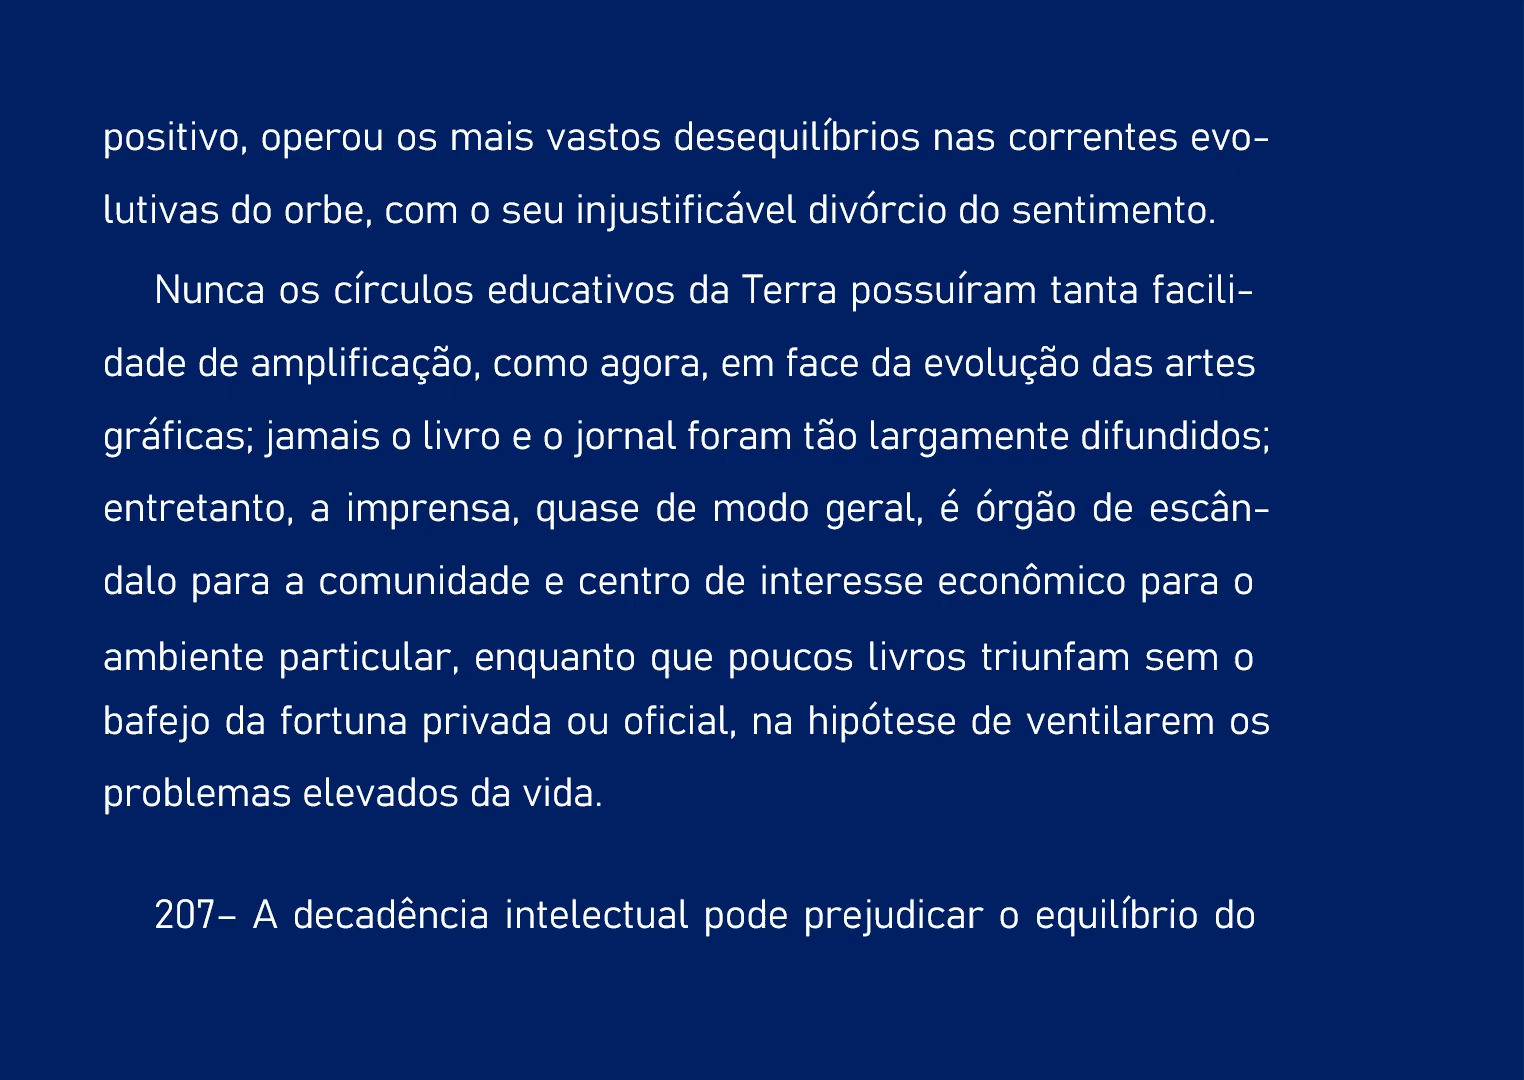 positivo, operou os mais vastos desequilíbrios nas correntes evo-
lutivas do orbe, com o seu injustificável divórcio do sentimento.
Nunca os círculos educativos da Terra possuíram tanta facili-
dade de amplificação, como agora, em face da evolução das artes
gráficas; jamais o livro e o jornal foram tão largamente difundidos;
entretanto, a imprensa, quase de modo geral, é órgão de escân-
dalo para a comunidade e centro de interesse econômico para o
ambiente particular, enquanto que poucos livros triunfam sem o
bafejo da fortuna privada ou oficial, na hipótese de ventilarem os
problemas elevados da vida.
207– A decadência intelectual pode prejudicar o equilíbrio do